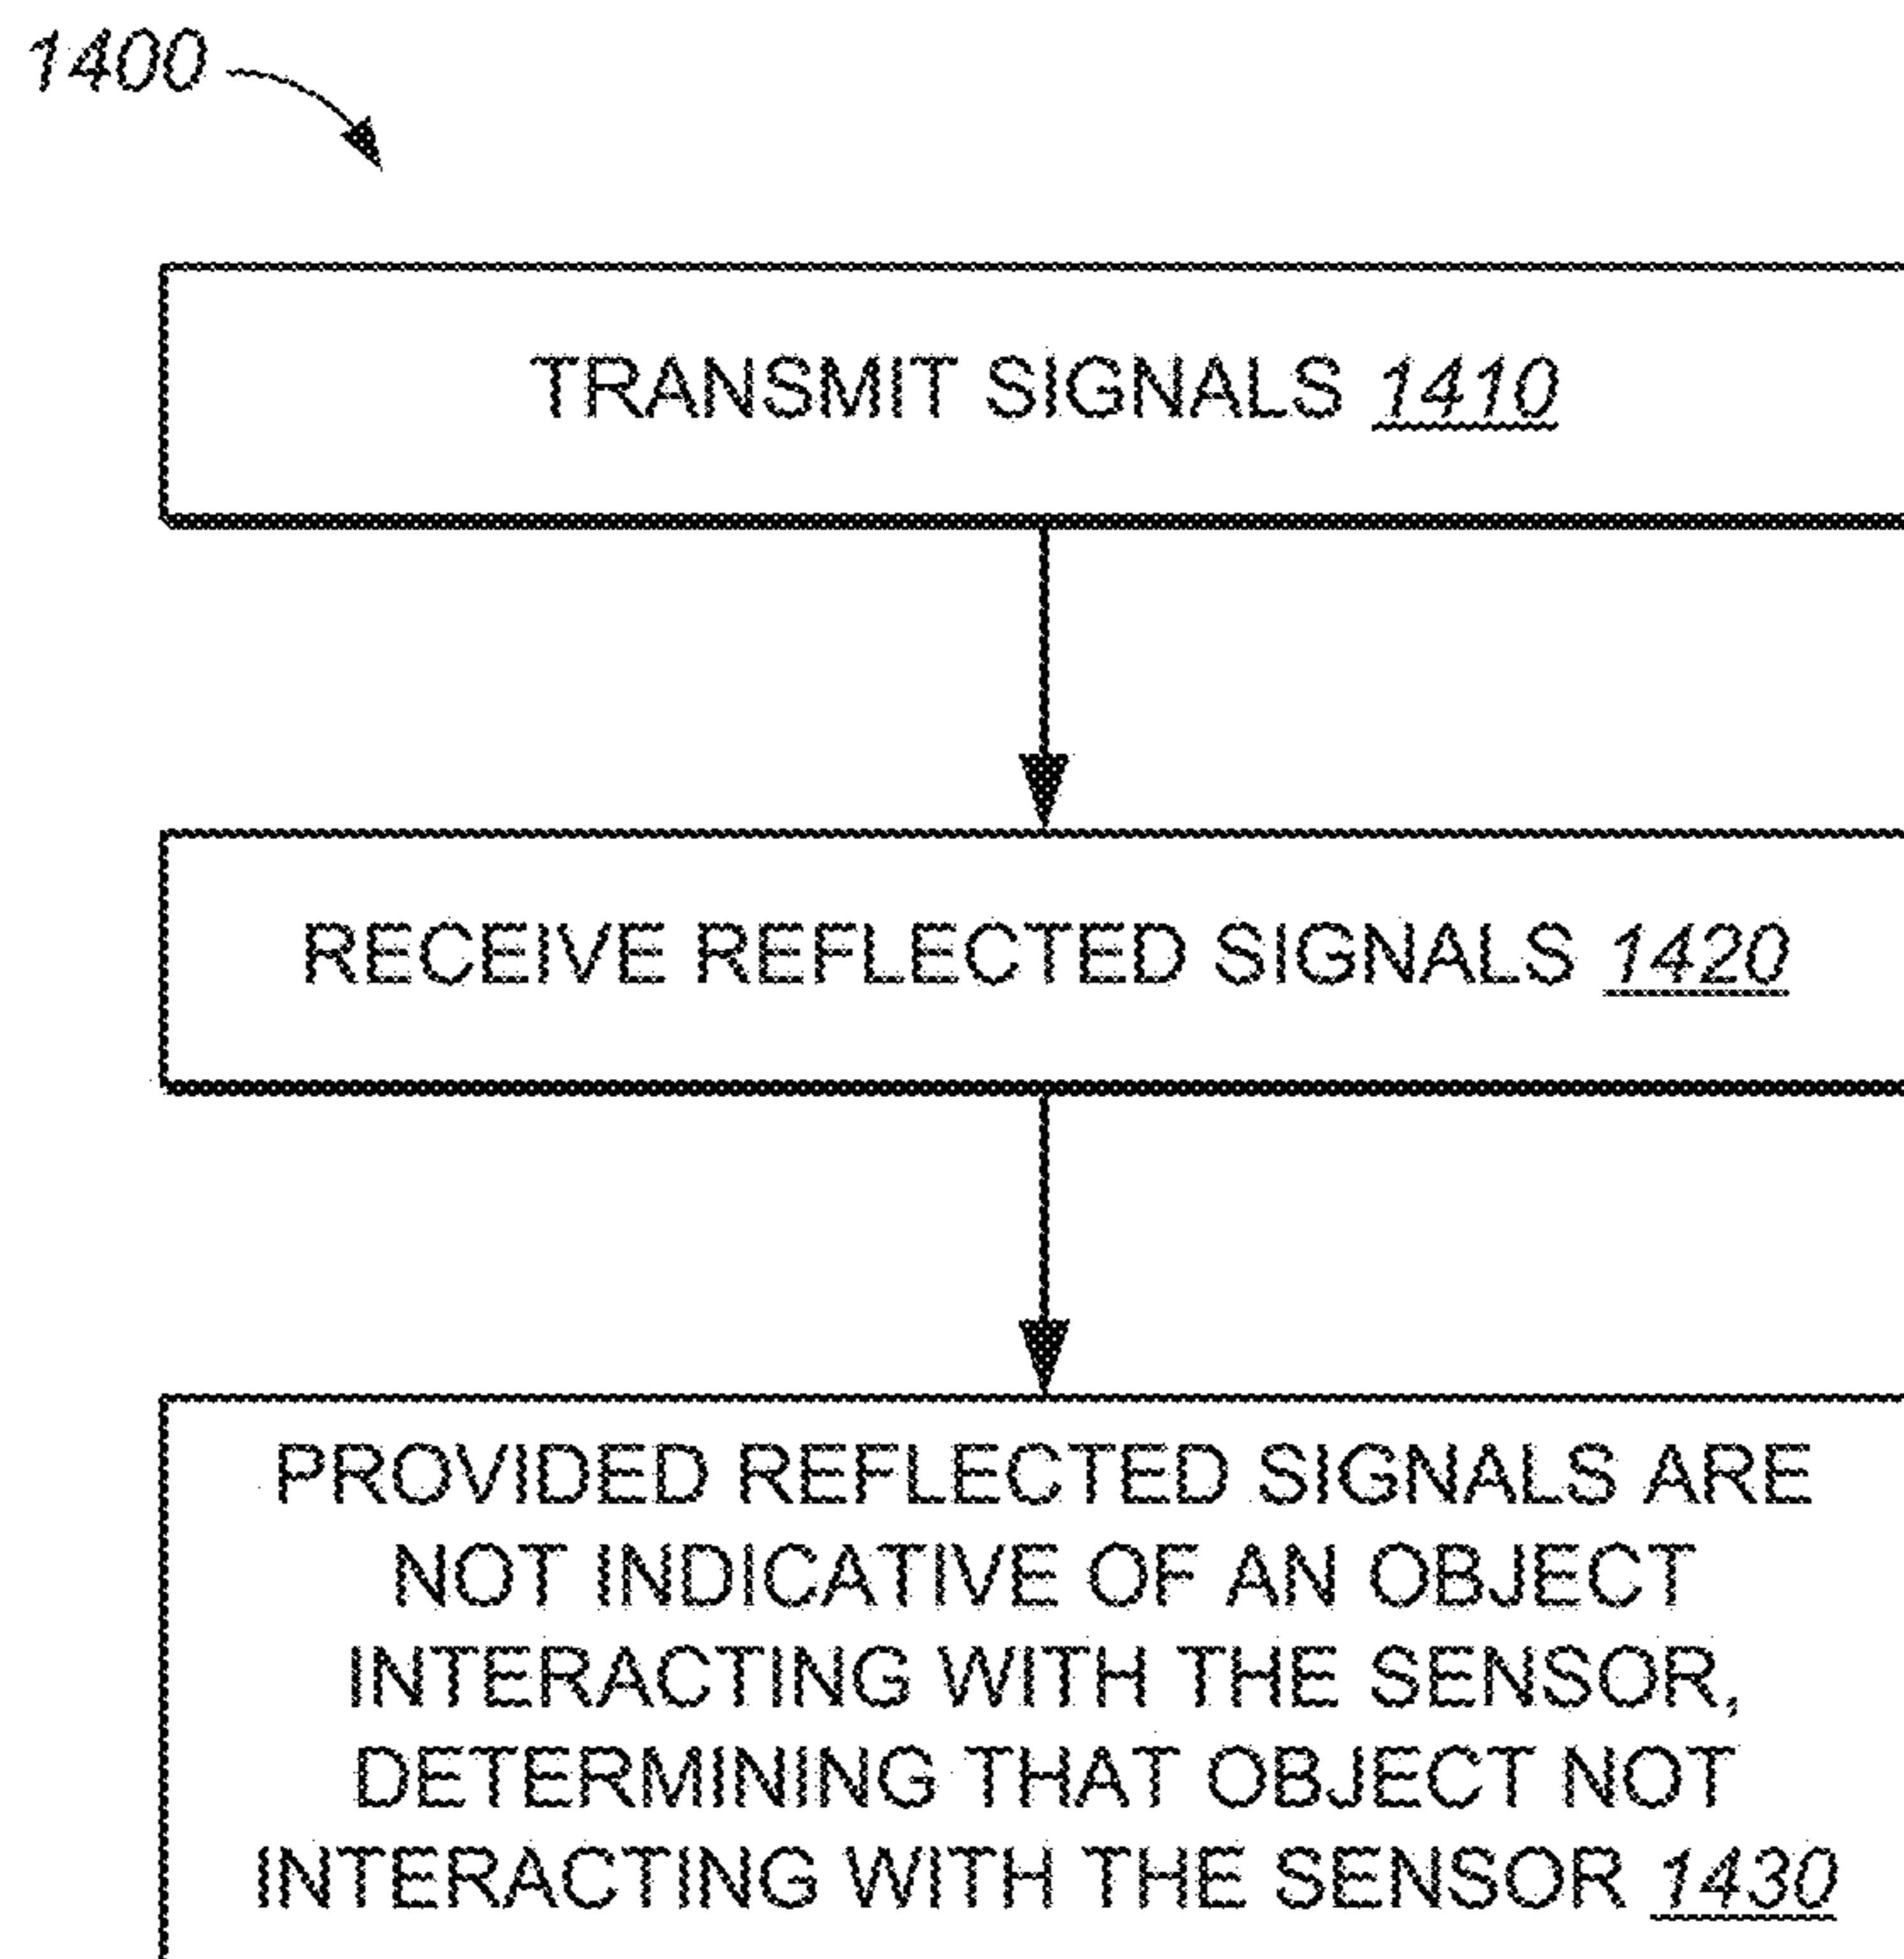 1400
TRANSMIT SIGNALS 1410
RECEIVE REFLECTED SIGNALS 1420
PROVIDED REFLECTED SIGNALS ARE
NOT INDICATIVE OF AN OBJECT
INTERACTING WITH THE SENSOR,
DETERMINING THAT OBJECT NOT
INTERACTING WITH THE SENSOR 1430